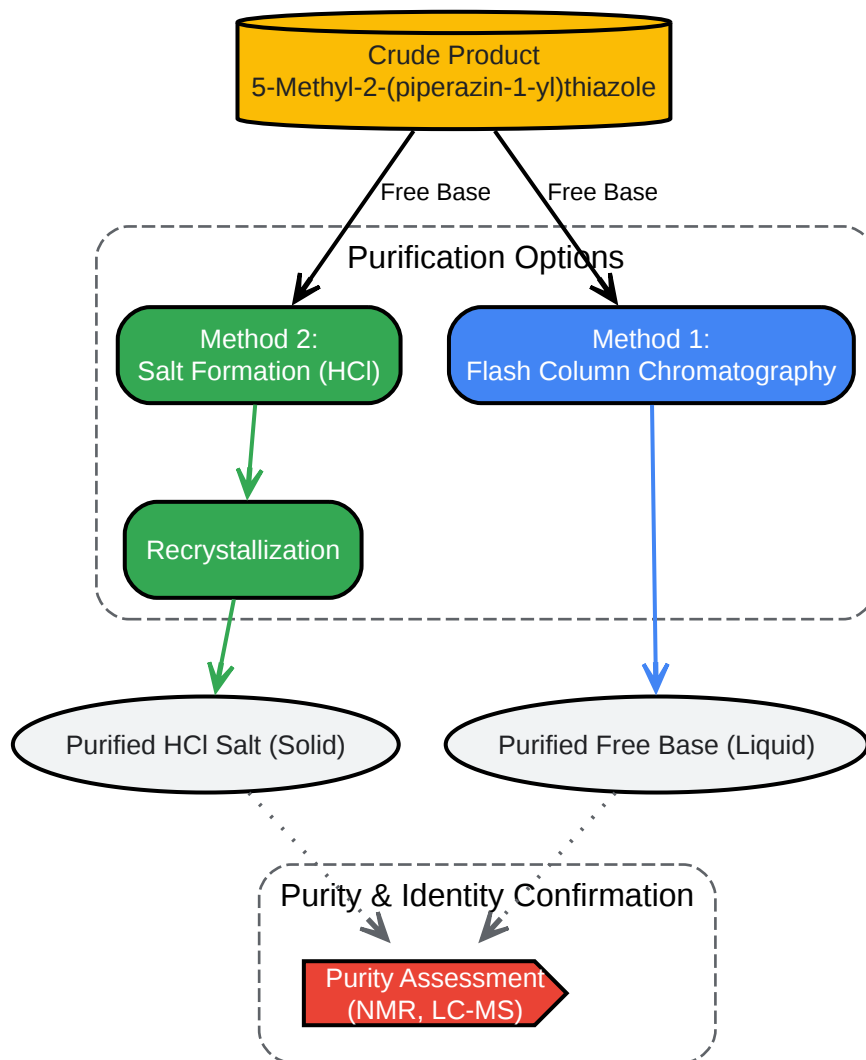 Crude Product
5-Methyl-2-(piperazin-1-yl)thiazole
Free Base
Free Base
Purification Options
Method 2:
Salt Formation (HCl)
Method 1:
Flash Column Chromatography
Recrystallization
Purified HCl Salt (Solid)
Purified Free Base (Liquid)
Purity & Identity Confirmation
Purity Assessment
(NMR, LC-MS)